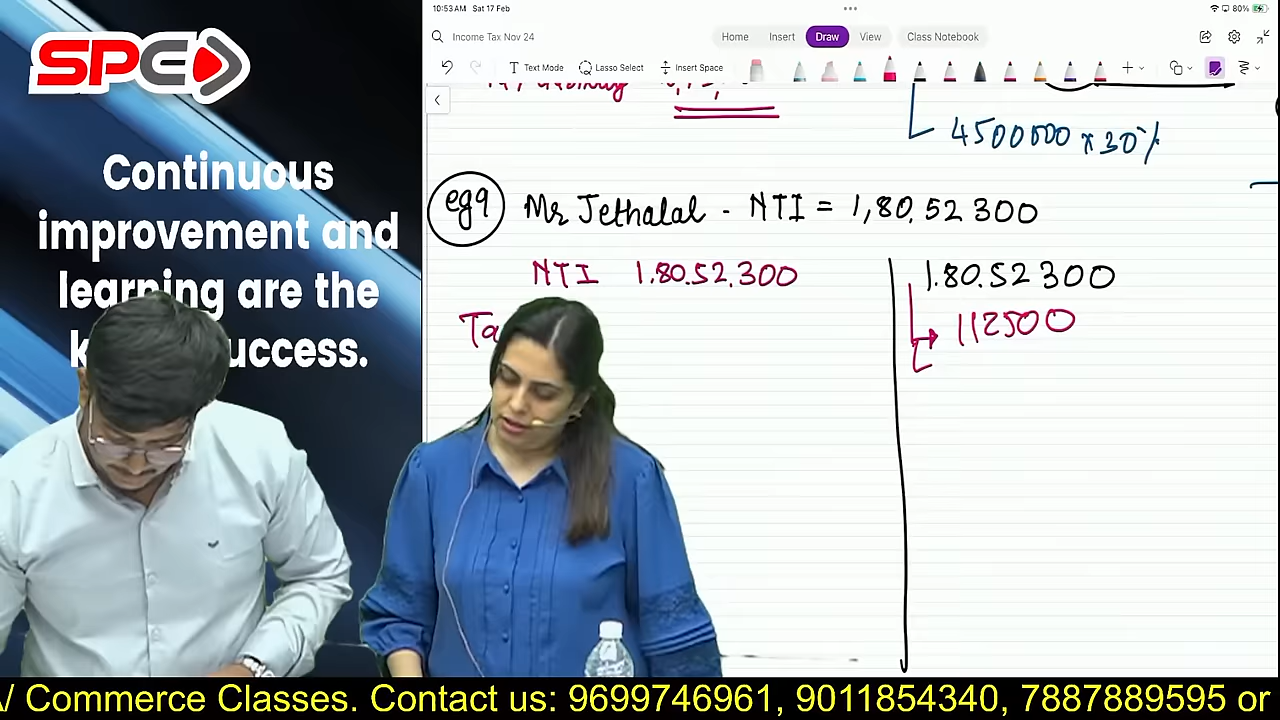 10:53 AM Sat 17 Feb
80%
Income Tax Nov 24
Home Insert Draw View Class Notebook
Text Mode Lasso Select Insert Space
SPED
Continuous
improvement and
learning are the
success.
4500000 x 30%
eg9 Mr Jethalal - NTI = 1,80,52 300
NTI 1.80.52.300
1.80.52 300
112500
A/ Commerce Classes. Contact us: 9699746961, 9011854340, 7887889595 or